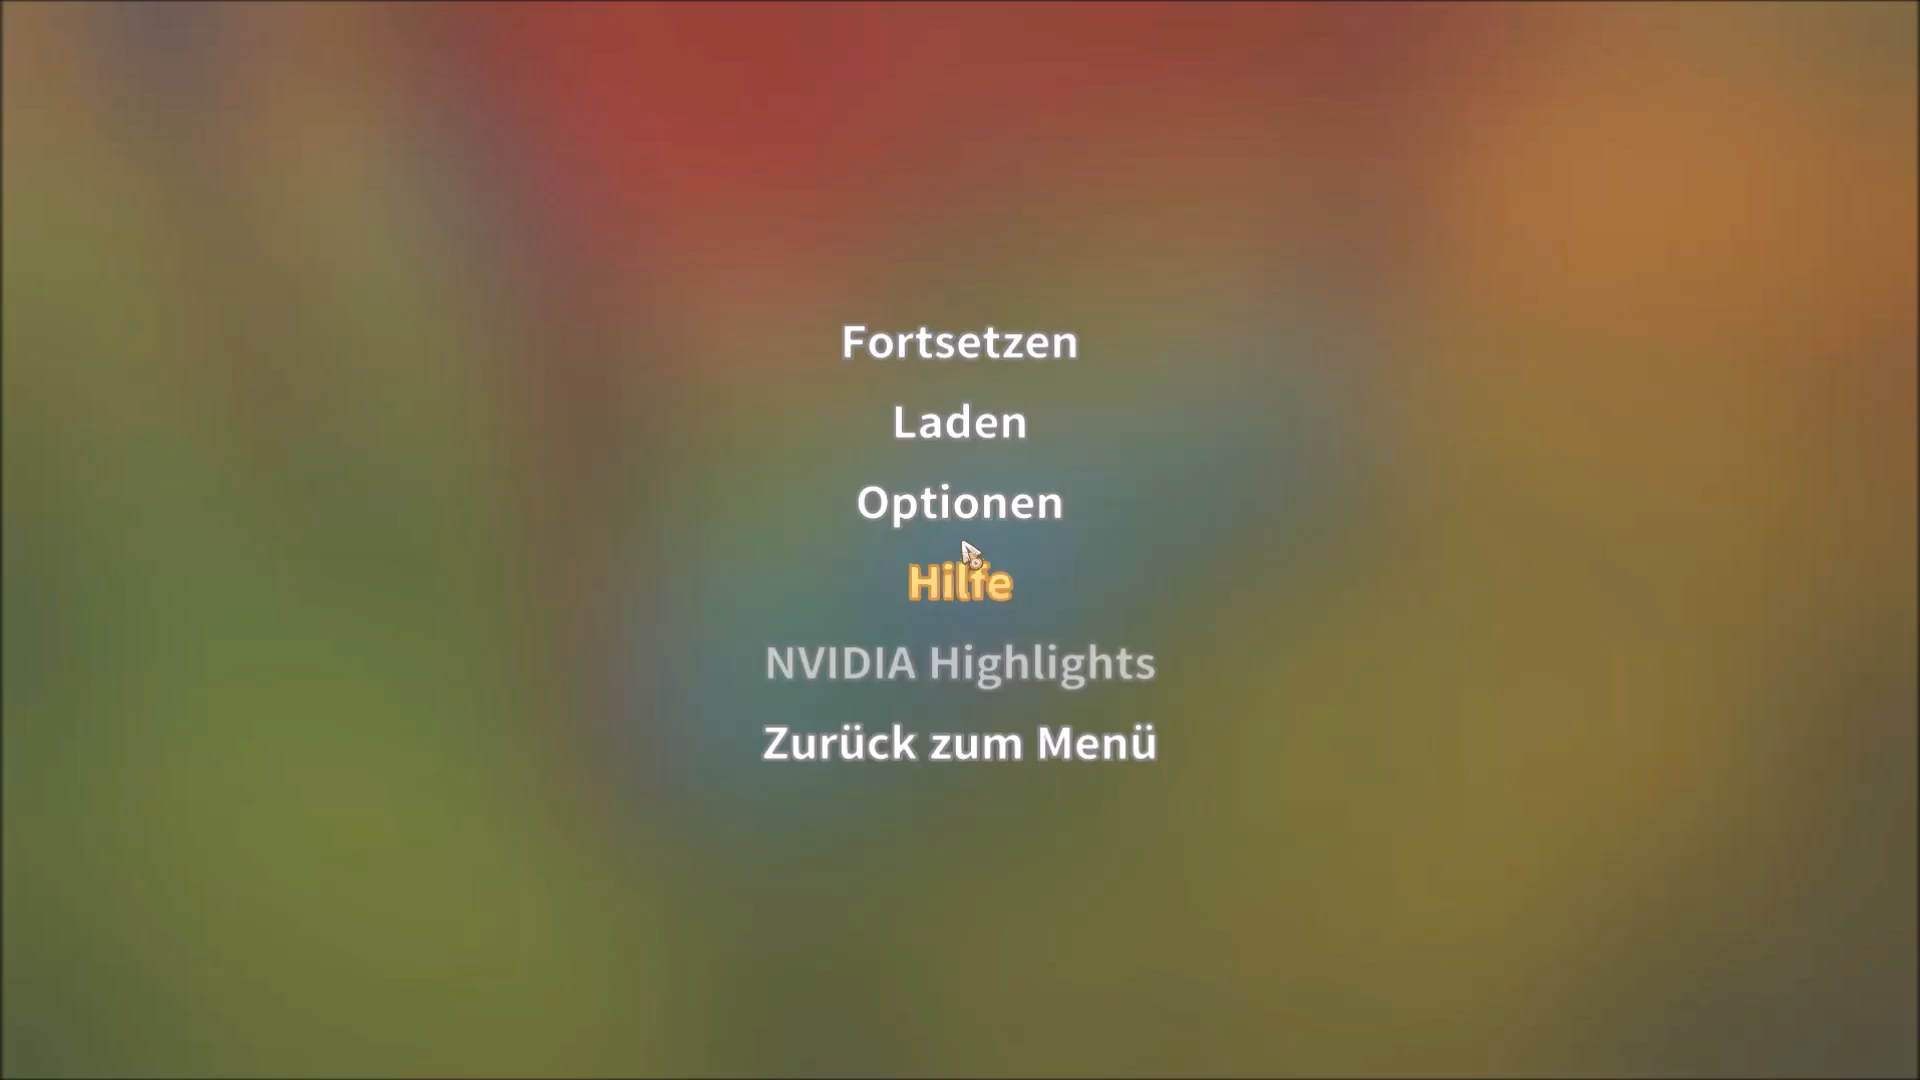 Fortsetzen
Laden
Optionen
Hilfe
NVIDIA Highlights
Zurück zum Menü